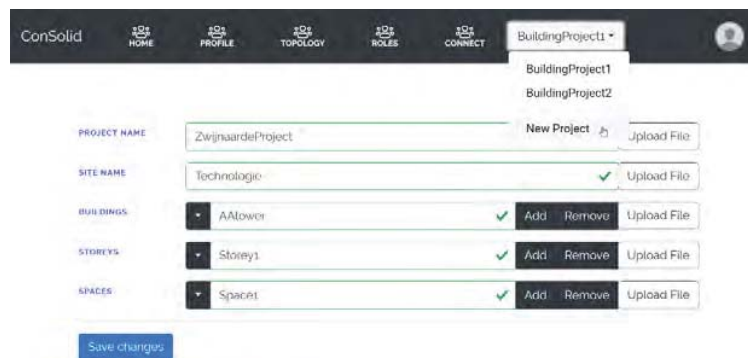 ConSolid HOME PROFILE TOPOLOGY ROLES CONNECT BuildingProject1
BuildingProject1
BuildingProject2
New Project
PROJECT NAME ZwijnaardeProject Upload File
SITE NAME Technologie Upload File
BUILDINGS AAtower Add Remove Upload File
STOREYS Storey1 Add Remove Upload File
SPACES Space1 Add Remove Upload File
Save changes